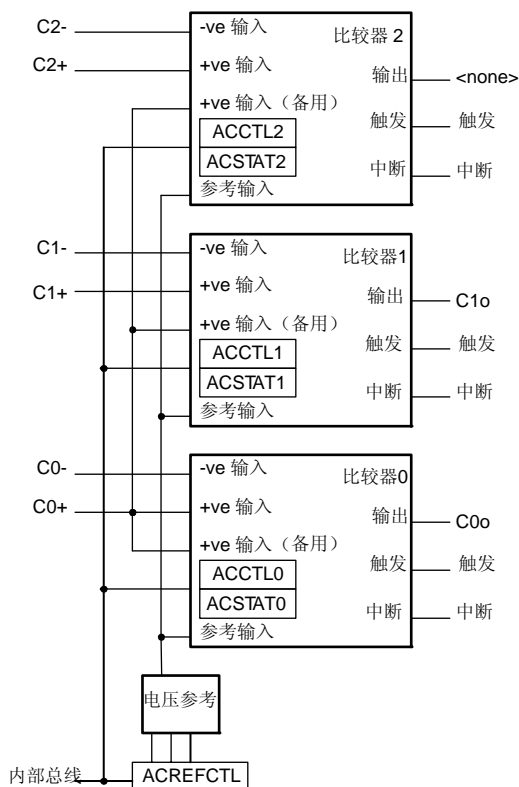 C2-
-ve 输入
比较器 2
C2+
+ve 输入
输出
<none>
+ve 输入（备用）
触发
触发
ACCTL2
ACSTAT2
中断
中断
参考输入
C1-
-ve 输入
比较器1
C1+
+ve 输入
输出
C1o
+ve 输入（备用）
触发
触发
ACCTL1
ACSTAT1
中断
中断
参考输入
C0-
-ve 输入
比较器0
C0+
+ve 输入
输出
C0o
+ve 输入（备用）
触发
触发
ACCTL0
ACSTAT0
中断
中断
参考输入
电压参考
内部总线
ACREFCTL